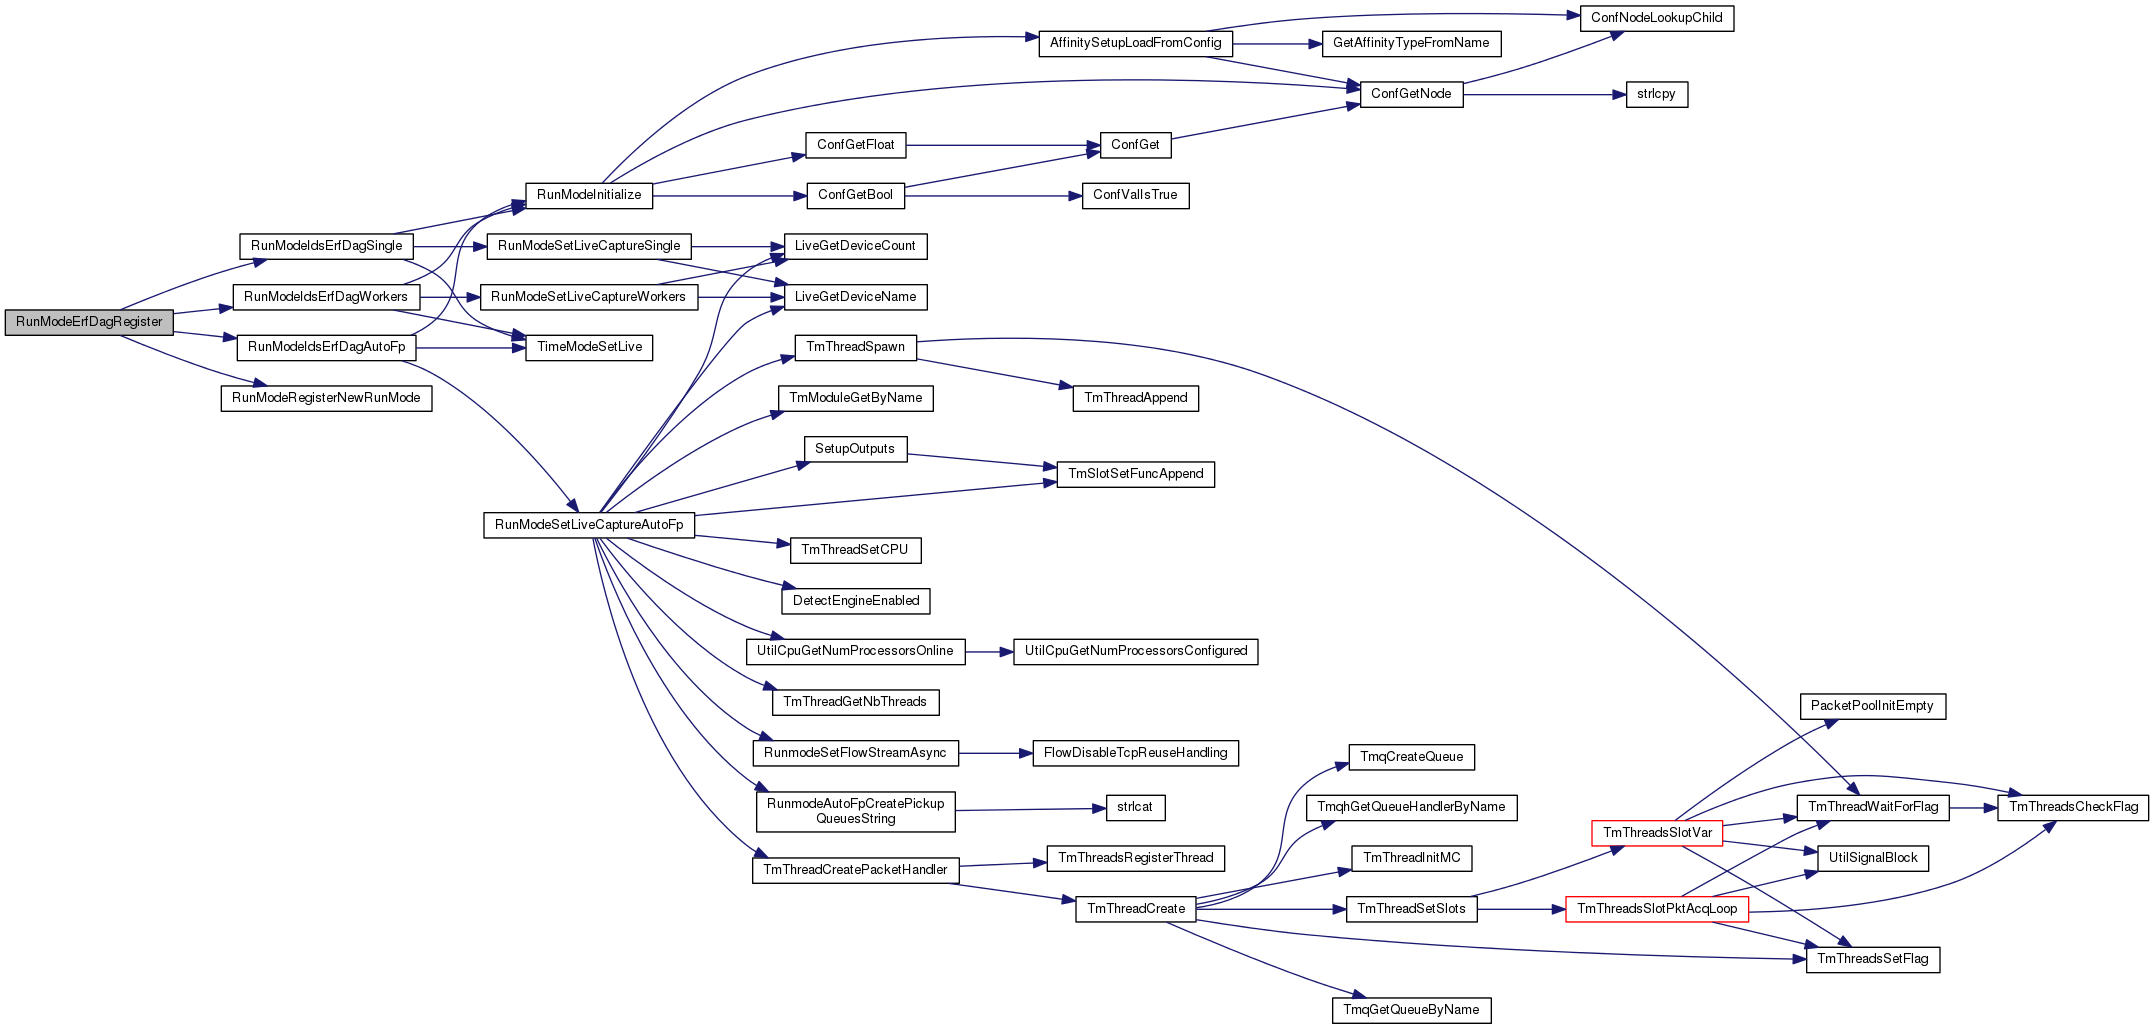 ConfNodeLookupChild
AffinitySetupLoadFromConfig
GetAffinityTypeFromName
ConfGetNode
strlcpy
ConfGetFloat
ConfGet
RunModeInitialize
ConfGetBool
ConfValIsTrue
RunModeIdsErfDagSingle
RunModeSetLiveCaptureSingle
LiveGetDeviceCount
RunModeIdsErfDagWorkers
RunModeSetLiveCaptureWorkers
LiveGetDeviceName
RunModeErfDagRegister
RunModeIdsErfDagAutoFp
TimeModeSetLive
TmThreadSpawn
RunModeRegisterNewRunMode
TmModuleGetByName
TmThreadAppend
SetupOutputs
TmSlotSetFuncAppend
RunModeSetLiveCaptureAutoFp
TmThreadSetCPU
DetectEngineEnabled
UtilCpuGetNumProcessorsOnline
UtilCpuGetNumProcessorsConfigured
TmThreadGetNbThreads
PacketPoolInitEmpty
RunmodeSetFlowStreamAsync
FlowDisableTcpReuseHandling
TmqCreateQueue
RunmodeAutoFpCreatePickup
QueuesString
strlcat
TmqhGetQueueHandlerByName
TmThreadWaitForFlag
TmThreadsCheckFlag
TmThreadsSlotVar
TmThreadCreatePacketHandler
TmThreadsRegisterThread
TmThreadInitMC
UtilSignalBlock
TmThreadCreate
TmThreadSetSlots
TmThreadsSlotPktAcqLoop
TmThreadsSetFlag
TmqGetQueueByName